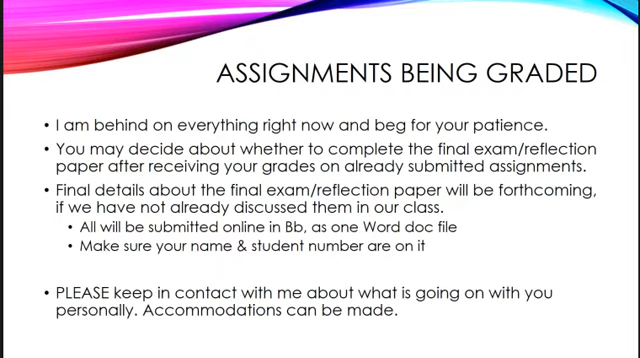 ASSIGNMENTS BEING GRADED
• I am behind on everything right now and beg for your patience.
• You may decide about whether to complete the final exam/reflection
paper after receiving your grades on already submitted assignments.
• Final details about the final exam/reflection paper will be forthcoming,
if we have not already discussed them in our class.
• All will be submitted online in Bb, as one Word doc file
• Make sure your name & student number are on it
• PLEASE keep in contact with me about what is going on with you
personally. Accommodations can be made.